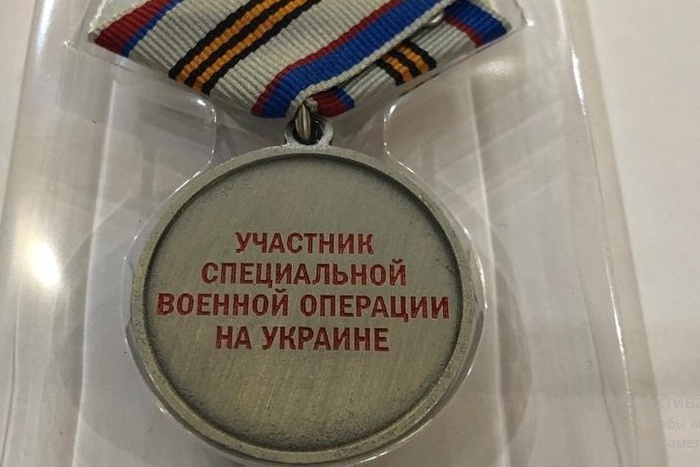 УЧАСТНИК
СПЕЦИАЛЬНОЙ
ВОЕННОЙ ОПЕРАЦИИ
НА УКРАИНЕ